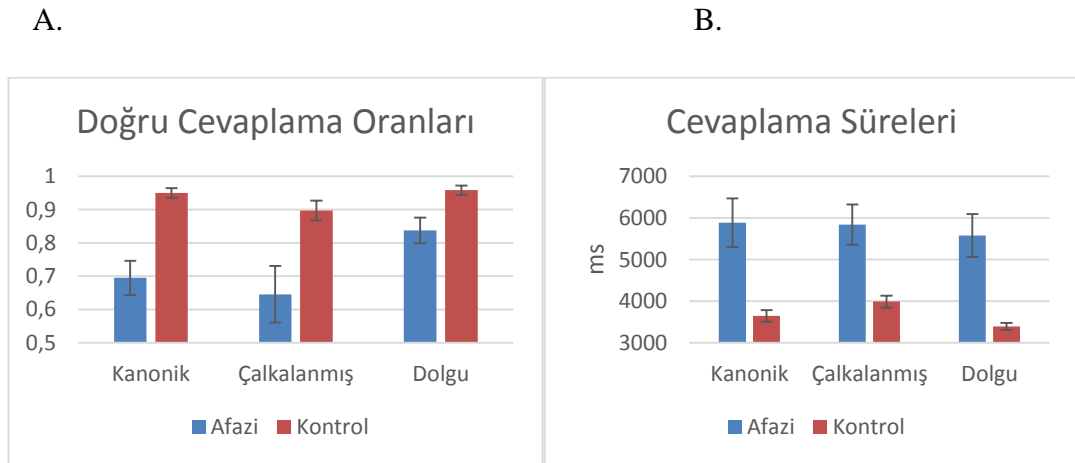 A.
B.
Doğru Cevaplama Oranları
1
0,9
0,8
0,7
0,6
0,5
Kanonik Çalkalanmış Dolgu
Afazi Kontrol
Cevaplama Süreleri
7000
6000
5000
4000
3000
ms
Kanonik Çalkalanmış Dolgu
Afazi Kontrol